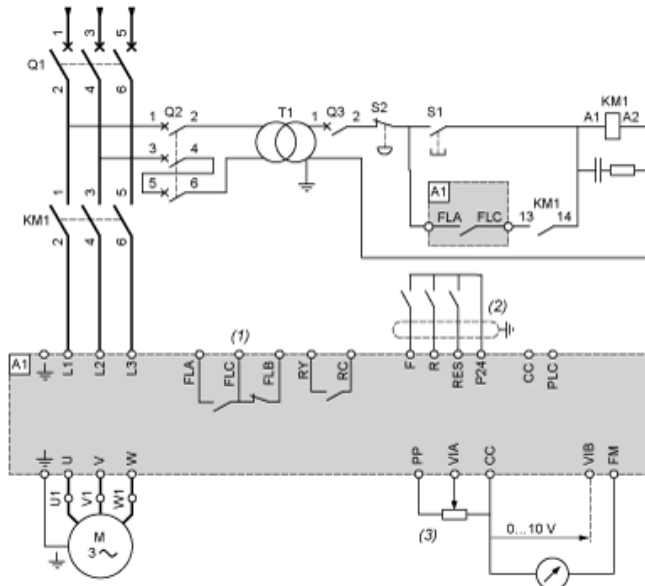 1 3 5
Q1
2 4 6
1 Q2 2
3 4
5 6
T1
1 Q3 2
S2
S1
KM1
A1 A2
A1
FLA FLC
KM1
13 14
1 3 5
KM1
2 4 6
(1)
(2)
A1
L1 L2 L3
FLA FLC FLB RY RC
F R RES P24 CC PLC
U V W
PP VIA CC VIB FM
U1 V1 W1
M
3
(3)
0...10 V